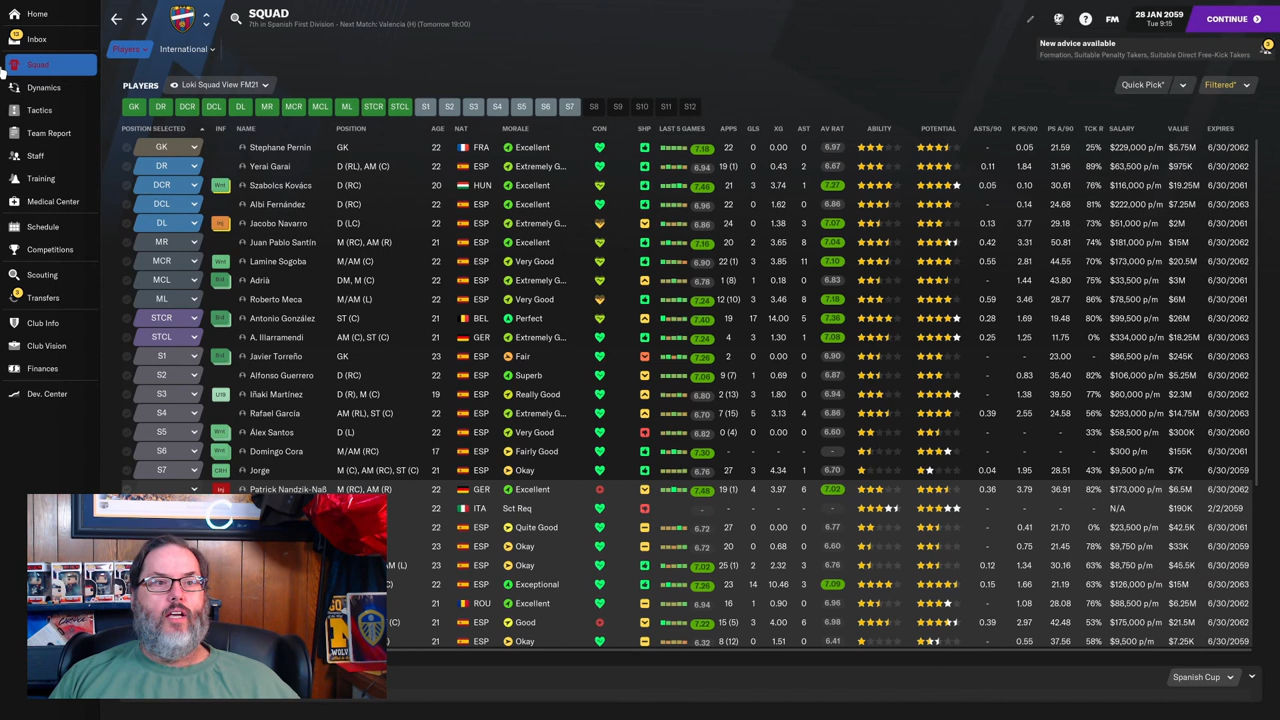 Home
SQUAD
7th in Spanish First Division - Next Match: Valencia (H) (Tomorrow 19:00)
FM
28 JAN 2059
Tue 9:15
CONTINUE
13
Inbox
Squad
Dynamics
Tactics
Team Report
Staff
Training
Medical Center
Schedule
Competitions
Scouting
3
Transfers
Club Info
Club Vision
Finances
Dev. Center
Players
International
New advice available
Formation, Suitable Penalty Takers, Suitable Direct Free-Kick Takers
PLAYERS
Loki Squad View FM21
Quick Pick*
Filtered*
GK DR DCR DCL DL MR MCR MCL ML STCR STCL S1 S2 S3 S4 S5 S6 S7 S8 S9 S10 S11 S12
POSITION SELECTED INF NAME POSITION AGE NAT MORALE CON SHP LAST 5 GAMES APPS GLS XG AST AV RAT ABILITY POTENTIAL ASTS/90 K PS/90 PS A/90 TCK R SALARY VALUE EXPIRES
GK Stephane Pernin GK 22 FRA Excellent 7.18 22 0 0.00 0 6.97 - 0.05 21.59 25% $229,000 p/m $5.75M 6/30/2062
DR Yerai Garai D (RL), AM (C) 22 ESP Extremely G... 6.94 19 (1) 0 0.43 2 6.67 0.11 1.84 31.96 86% $63,500 p/m $975K 6/30/2062
DCR Wnt Szabolcs Kovács D (RC) 20 HUN Excellent 7.46 21 3 3.74 1 7.27 0.05 0.10 30.61 76% $116,000 p/m $19.25M 6/30/2061
DCL Albi Fernández D (RC) 22 ESP Excellent 6.96 22 0 1.62 0 6.86 - 0.14 24.68 81% $222,000 p/m $7.25M 6/30/2063
DL Inj Jacobo Navarro D (LC) 22 ESP Extremely G... 6.86 24 0 1.38 3 7.07 0.13 3.77 29.23 73% $51,000 p/m $2M 6/30/2061
MR Juan Pablo Santín M (RC), AM (R) 21 ESP Excellent 7.16 20 2 3.65 8 7.04 0.42 3.31 50.81 74% $181,000 p/m $15M 6/30/2062
MCR Wnt Lamine Sogoba M/AM (C) 22 ESP Very Good 6.90 22 (1) 3 3.85 11 7.10 0.55 2.81 44.55 70% $173,000 p/m $20.5M 6/30/2062
MCL Bid Adrià DM, M (C) 21 ESP Extremely G... 6.78 1 (8) 1 0.18 0 6.83 - 1.44 43.80 75% $33,500 p/m $3M 6/30/2061
ML Roberto Meca M/AM (L) 22 ESP Very Good 7.24 12 (10) 3 3.46 8 7.18 0.59 3.46 28.77 86% $78,500 p/m $6M 6/30/2062
STCR Bid Antonio González ST (C) 21 BEL Perfect 7.40 19 17 14.00 5 7.36 0.28 1.69 19.48 80% $99,500 p/m $26M 6/30/2062
STCL A. Illarramendi AM (C), ST (C) 21 GER Extremely G... 7.24 4 3 1.30 1 7.08 0.25 1.25 11.75 0% $334,000 p/m $18.25M 6/30/2063
S1 Bid Javier Torreño GK 23 ESP Fair 7.26 2 0 0.00 0 6.90 - - 23.00 - $86,500 p/m $245K 6/30/2063
S2 Alfonso Guerrero D (RC) 22 ESP Superb 7.06 9 (7) 1 0.69 0 6.87 - 0.83 35.40 84% $106,000 p/m $5.25M 6/30/2063
S3 U19 Iñaki Martínez D (R), M (C) 19 ESP Really Good 6.80 2 (13) 3 1.80 0 6.94 - 1.38 39.50 77% $60,000 p/m $2.3M 6/30/2062
S4 Rafael García AM (RL), ST (C) 22 ESP Extremely G... 6.70 7 (15) 5 3.13 4 6.86 0.39 2.55 24.58 56% $293,000 p/m $14.75M 6/30/2063
S5 Wnt Álex Santos D (L) 22 ESP Very Good 6.82 0 (4) 0 0.00 0 6.60 - - - 33% $58,500 p/m $300K 6/30/2060
S6 Wnt Domingo Cora M/AM (RC) 17 ESP Fairly Good 7.30 - - - - - - - - - $300 p/m $155K 6/30/2062
S7 CRH Jorge M (C), AM (RC), ST (C) 21 ESP Okay 6.76 27 3 4.34 1 6.70 0.04 1.95 28.51 43% $9,500 p/m $7K 6/30/2059
Inj Patrick Nandzik-Naß M (RC), AM (R) 22 GER Excellent 7.48 19 (1) 4 3.97 6 7.02 0.36 3.79 36.91 82% $173,000 p/m $6.5M 6/30/2062
22 ITA Sct Req - - - - - - - - - - N/A $190K 2/2/2059
22 ESP Quite Good 6.72 27 0 0.00 0 6.77 - 0.41 21.70 0% $23,500 p/m $42.5K 6/30/2059
23 ESP Okay 6.72 20 0 0.68 0 6.60 - 0.75 21.45 78% $9,750 p/m $33K 6/30/2059
M (L) 23 ESP Okay 7.02 25 (1) 2 2.32 3 6.76 0.12 1.34 30.16 83% $8,750 p/m $45.5K 6/30/2059
22 ESP Exceptional 7.26 23 14 10.46 3 7.09 0.15 1.66 21.19 63% $126,000 p/m $15M 6/30/2062
21 ROU Excellent 6.94 16 1 0.90 0 6.96 - 1.08 28.08 76% $88,500 p/m $6.25M 6/30/2062
(C) 21 ESP Good 7.22 15 (5) 3 4.00 6 6.98 0.39 2.97 42.48 53% $175,000 p/m $21.5M 6/30/2062
21 ESP Okay 6.32 8 (12) 0 1.51 0 6.41 - 0.55 37.56 58% $9,500 p/m $7.25K 6/30/2059
Spanish Cup